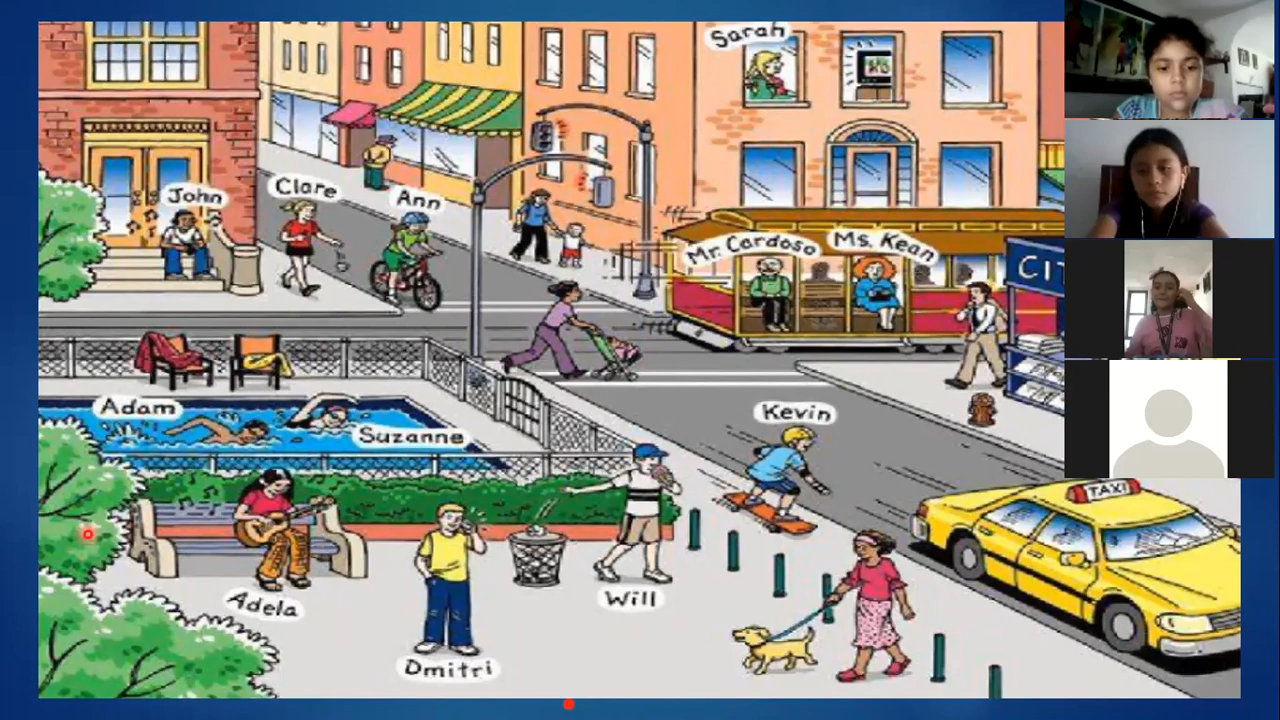 Sarah
John
Clare
Ann
Mr. Cardoso
Ms. Kean
CIT
Adam
Suzanne
Kevin
TAXI
Adela
Will
Dmitri